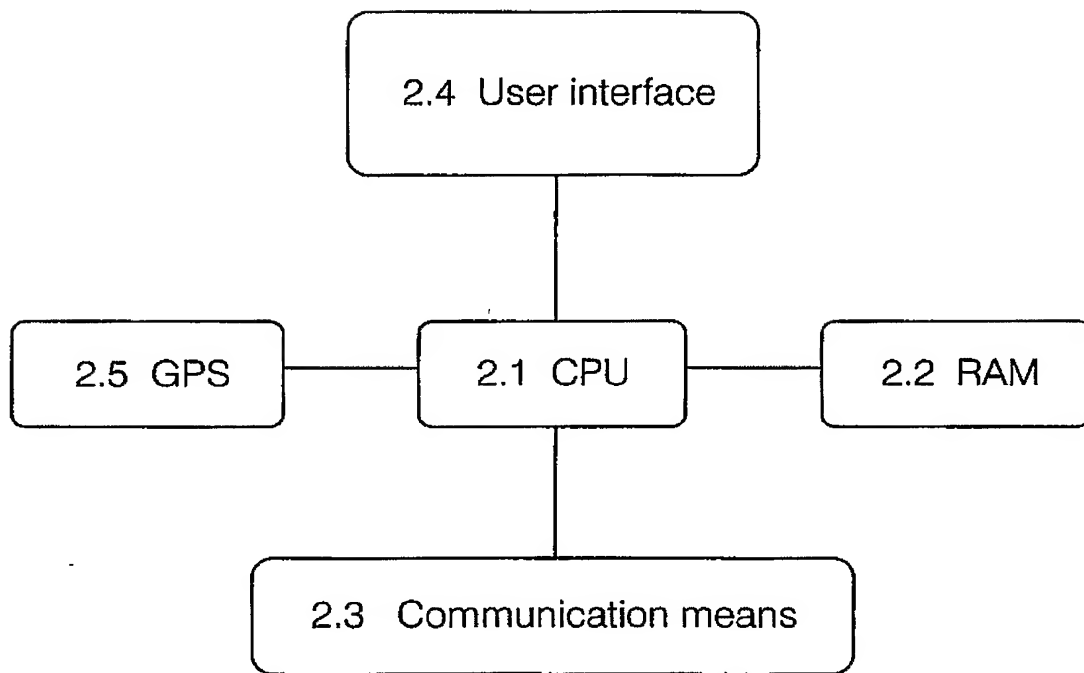 2.4 User interface
2.5 GPS
2.1 CPU
2.2 RAM
2.3 Communication means